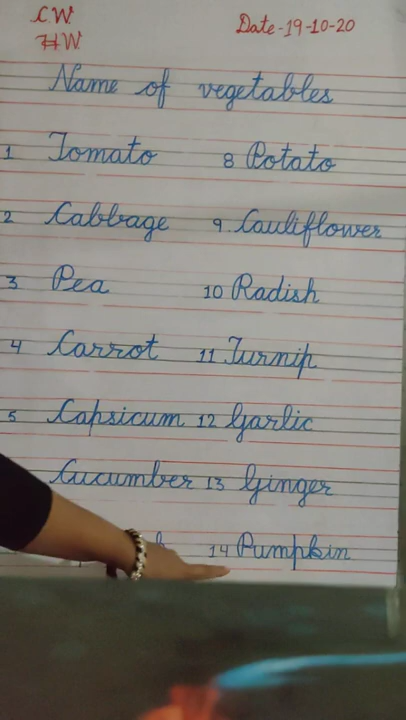 CW
HW
Date-19-10-20
Name of vegetables
1 Tomato 8 Potato
2 Cabbage 9. Cauliflower
3 Pea 10 Radish
4 Carrot 11 Turnip
5 Capsicum 12 Garlic
Cucumber 13 Ginger
14 Pumpkin